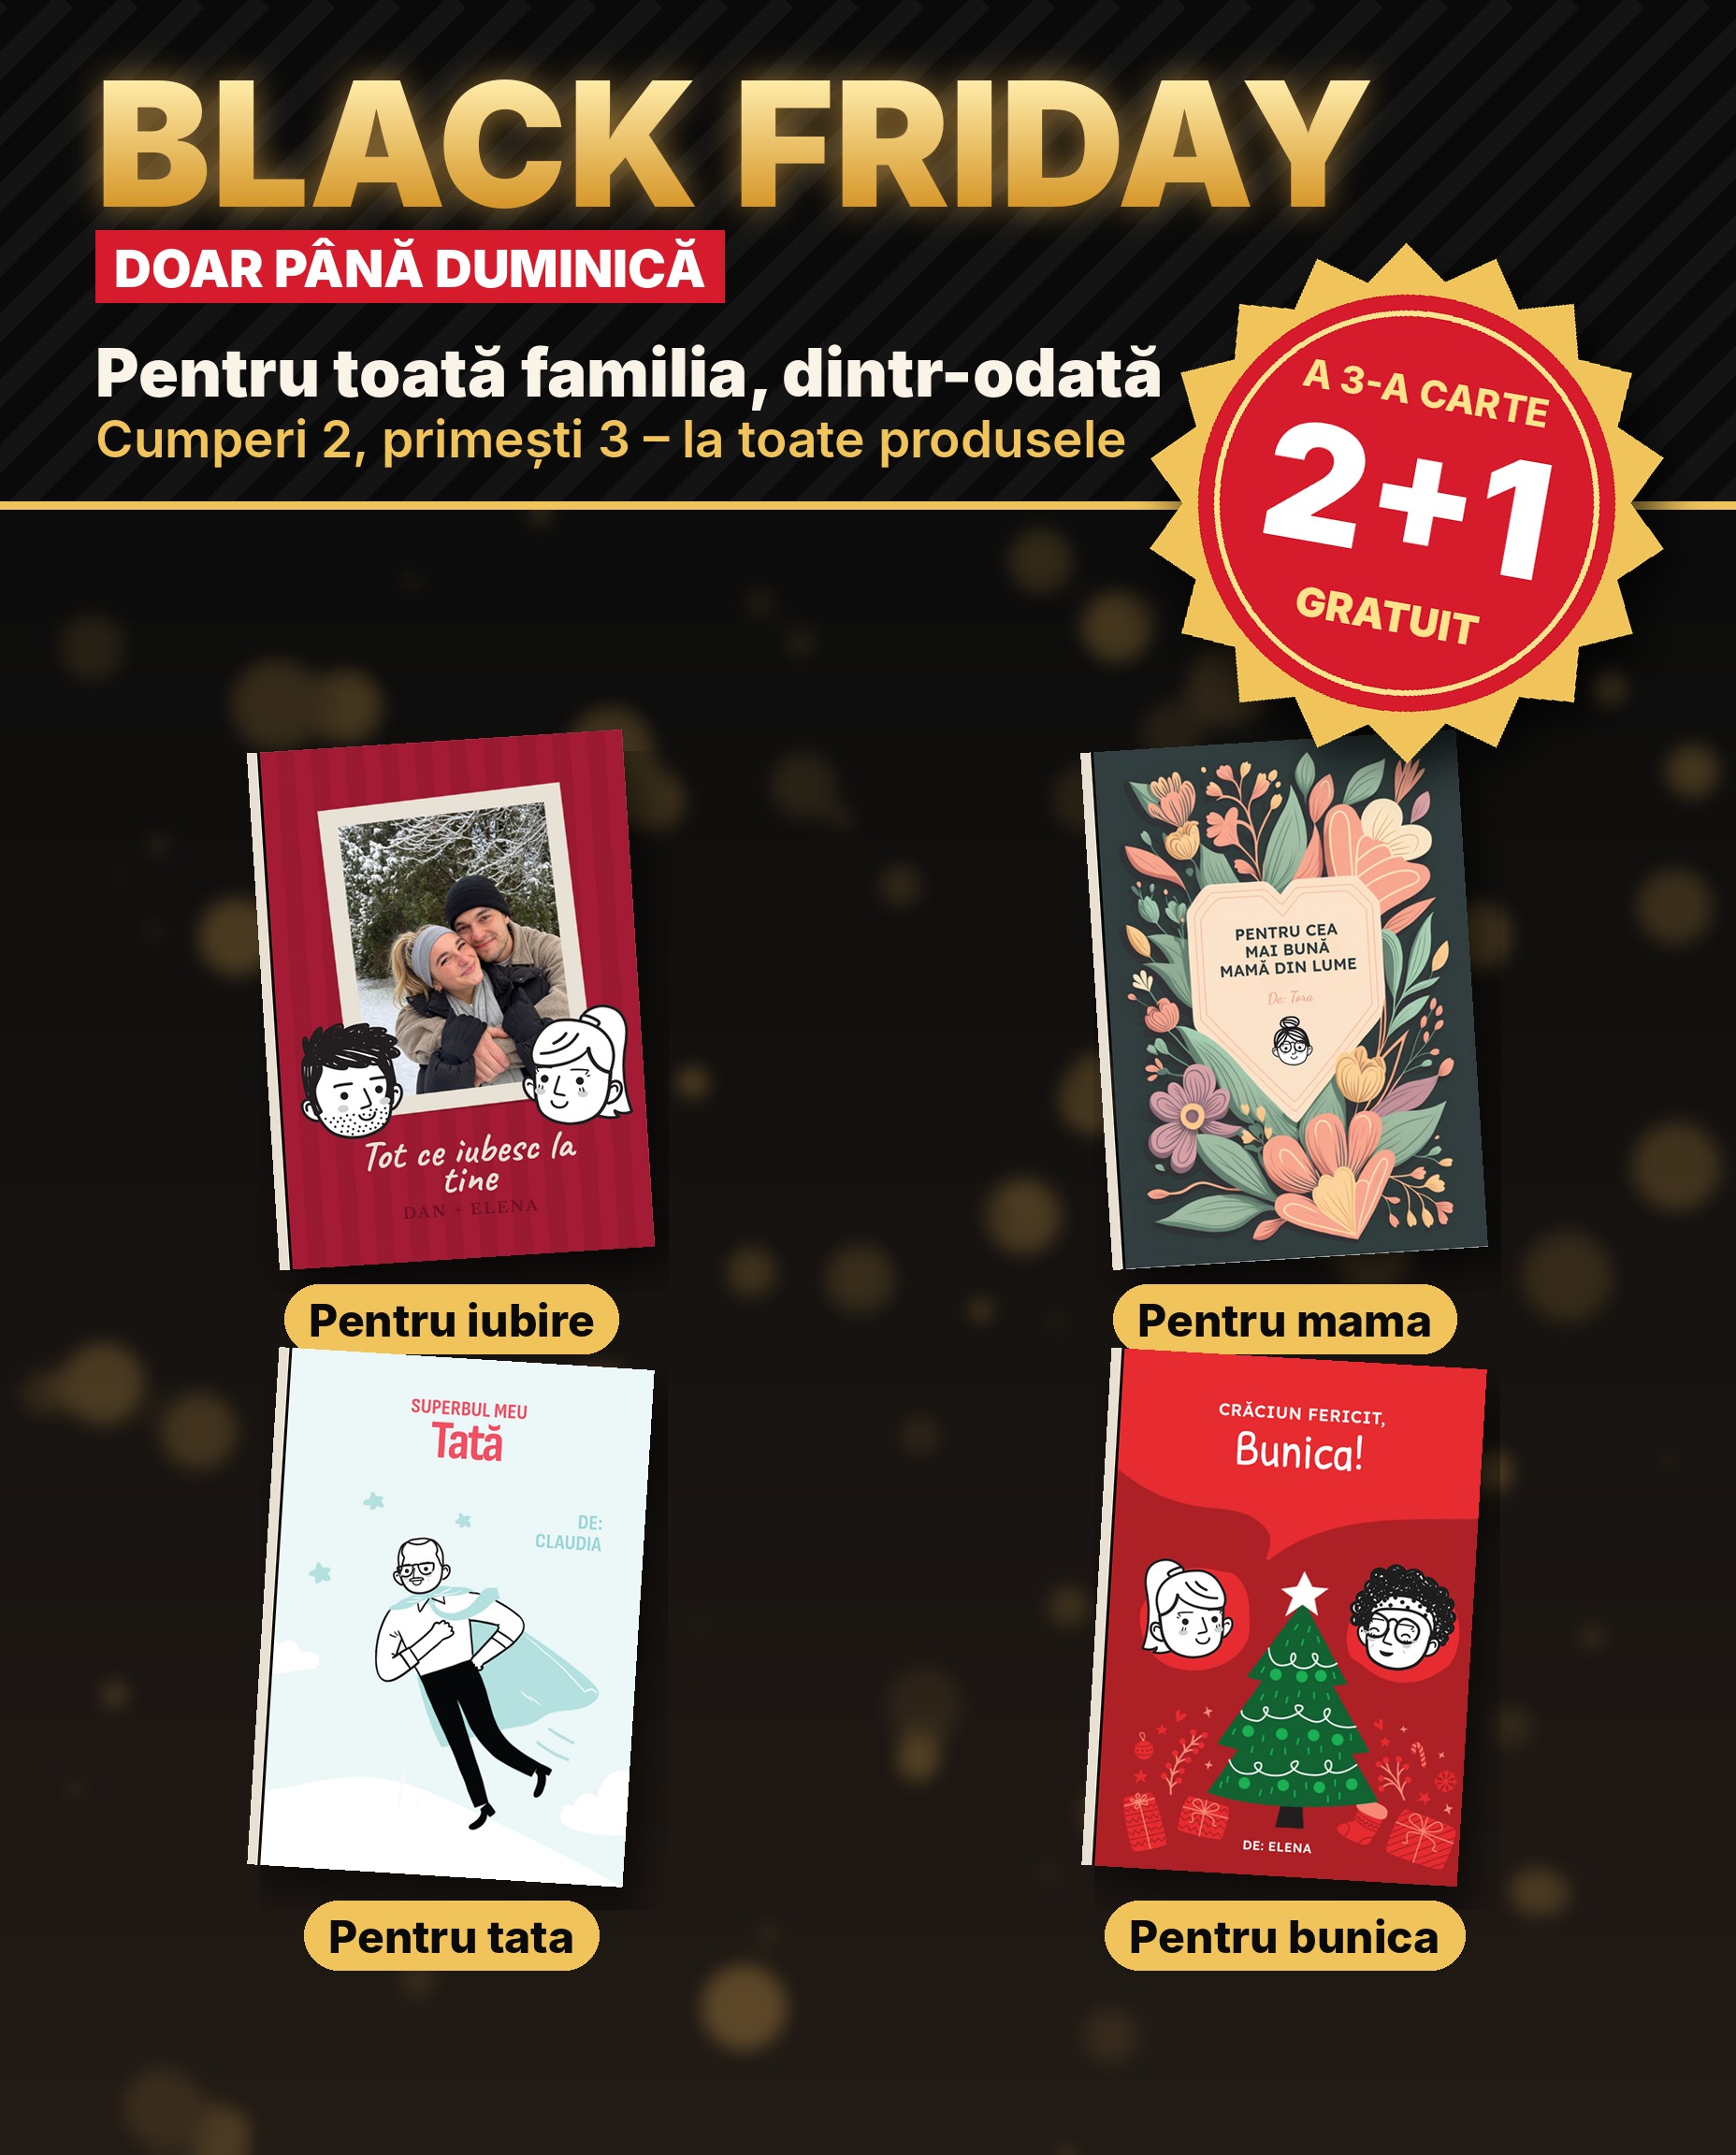 BLACK FRIDAY
DOAR PÂNĂ DUMINICĂ
Pentru toată familia, dintr-odată
Cumperi 2, primești 3 – la toate produsele
A 3-A CARTE
2+1
GRATUIT
Tot ce iubesc la
tine
DAN + ELENA
Pentru iubire
PENTRU CEA
MAI BUNĂ
MAMĂ DIN LUME
De: Tora
Pentru mama
SUPERBUL MEU
Tată
DE:
CLAUDIA
Pentru tata
CRĂCIUN FERICIT,
Bunica!
DE: ELENA
Pentru bunica